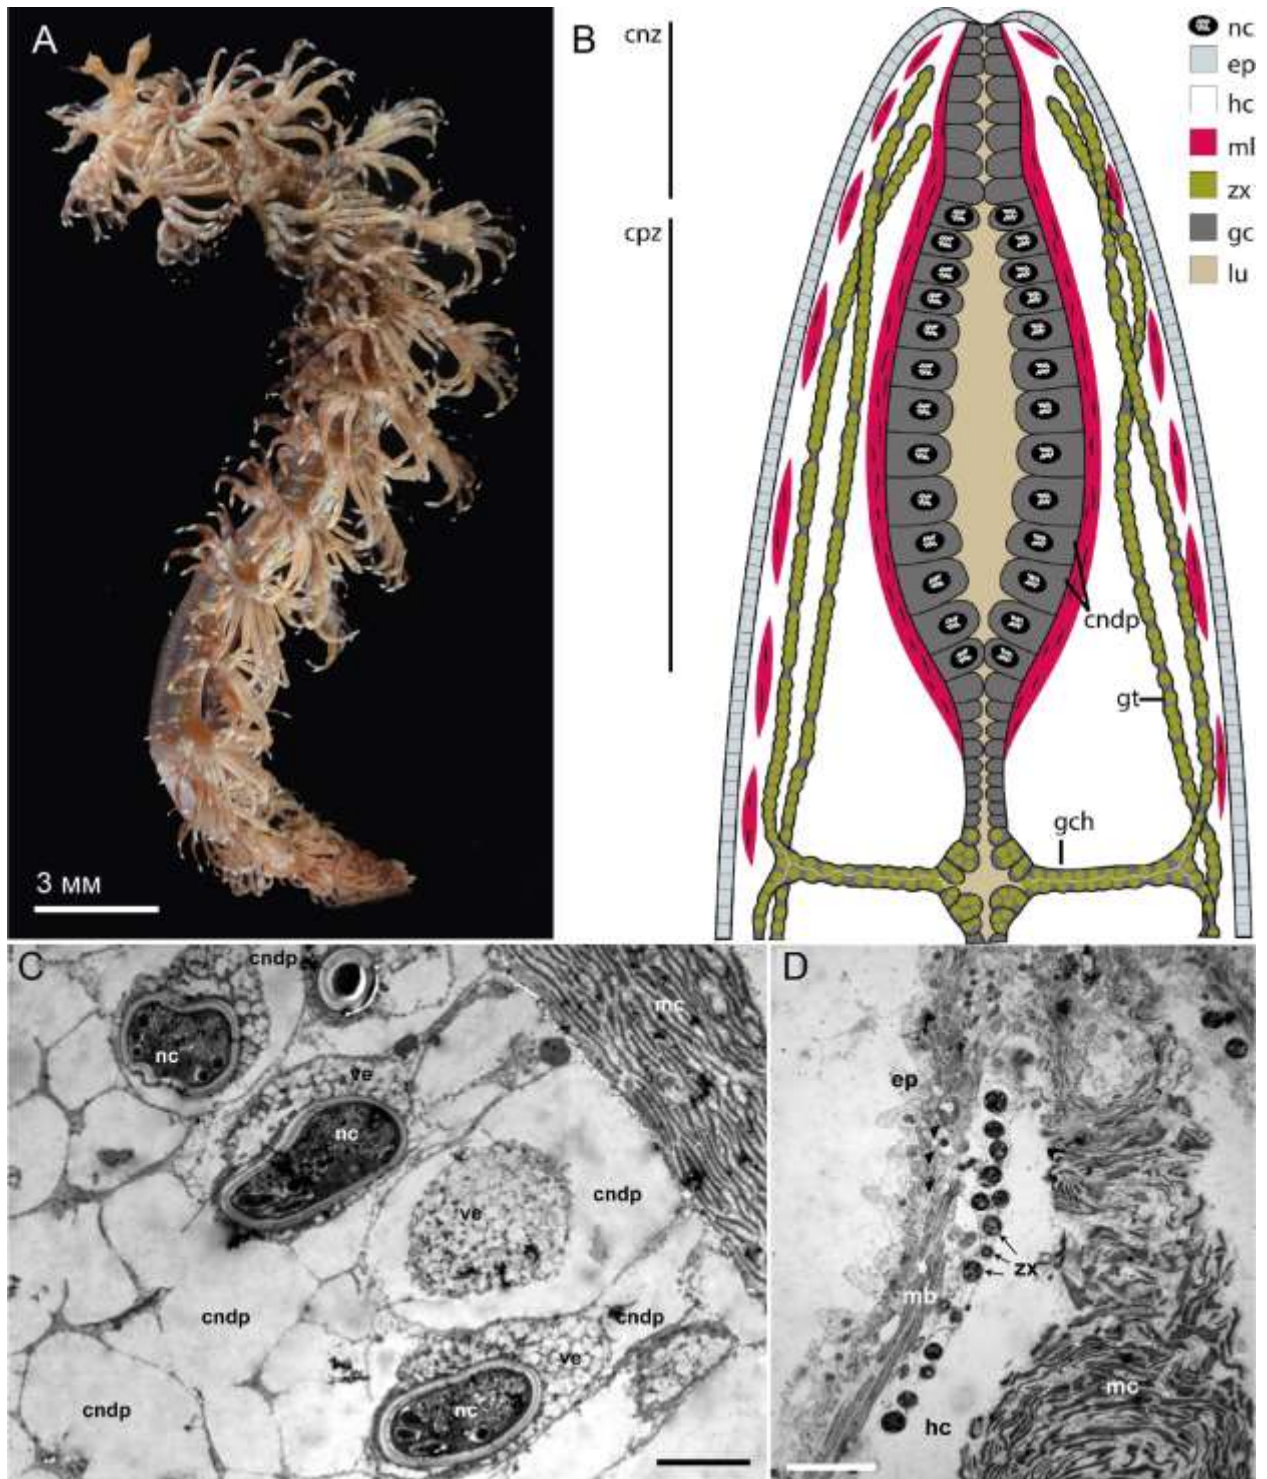 A
3 мм
B
cnz
cpz
nc
ep
hc
ml
zx
gc
lu
cndp
gt
gch
C
cndp
mc
nc
ve
nc
ve
cndp
cndp
cndp
ve
cndp
nc
D
ep
zx
mb
mc
hc